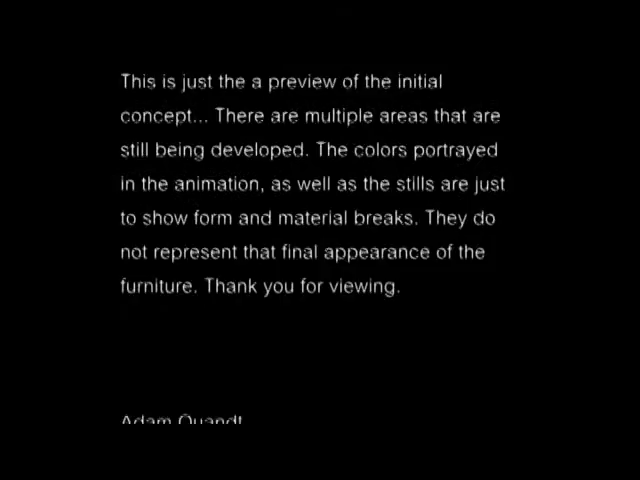 This is just the a preview of the initial
concept... There are multiple areas that are
still being developed. The colors portrayed
in the animation, as well as the stills are just
to show form and material breaks. They do
not represent that final appearance of the
furniture. Thank you for viewing.
Adam Quandt